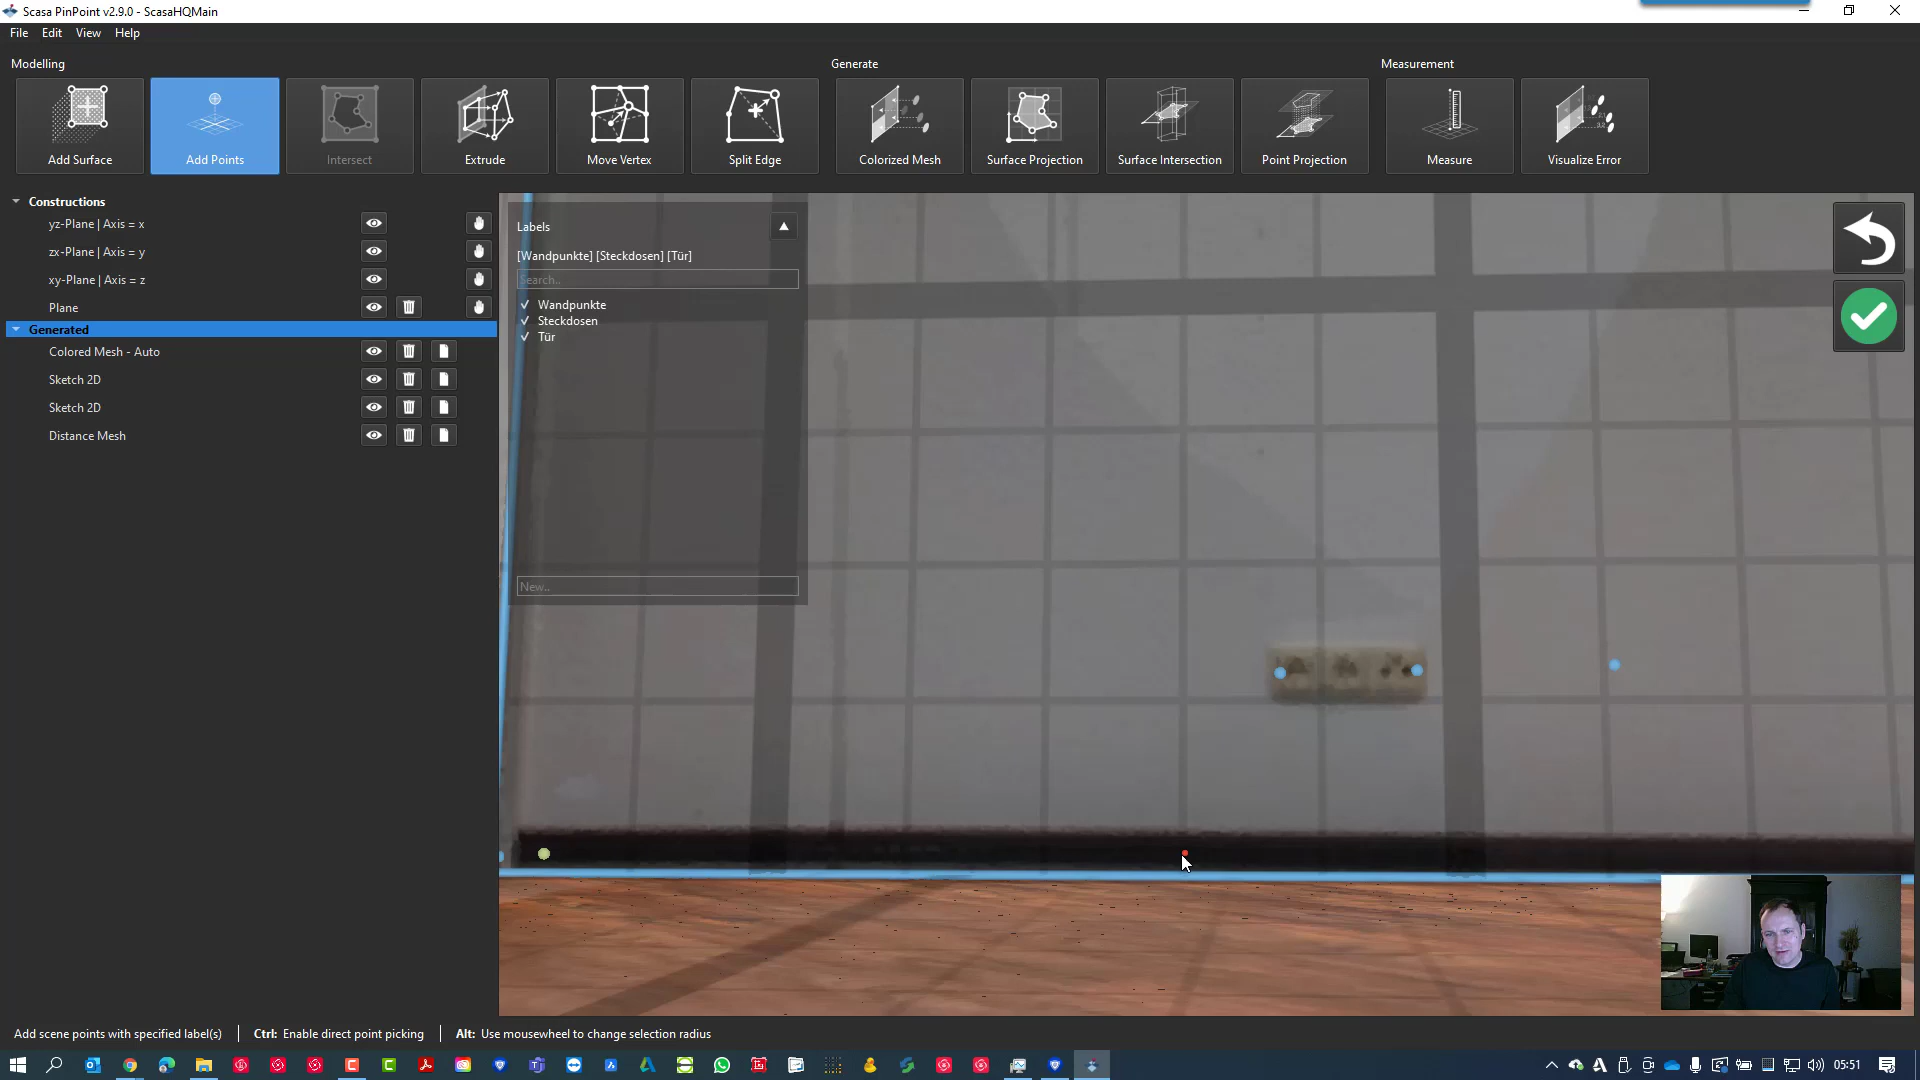 Scasa PinPoint v2.9.0 - ScasaHQMain
File Edit View Help
Modelling Generate Measurement
Add Surface Add Points Intersect Extrude Move Vertex Split Edge Colorized Mesh Surface Projection Surface Intersection Point Projection Measure Visualize Error
Constructions
yz-Plane | Axis = x
zx-Plane | Axis = y
xy-Plane | Axis = z
Plane
Generated
Colored Mesh - Auto
Sketch 2D
Sketch 2D
Distance Mesh
Labels
[Wandpunkte] [Steckdosen] [Tür]
Search..
Wandpunkte
Steckdosen
Tür
New..
Add scene points with specified label(s) Ctrl: Enable direct point picking Alt: Use mousewheel to change selection radius
05:51